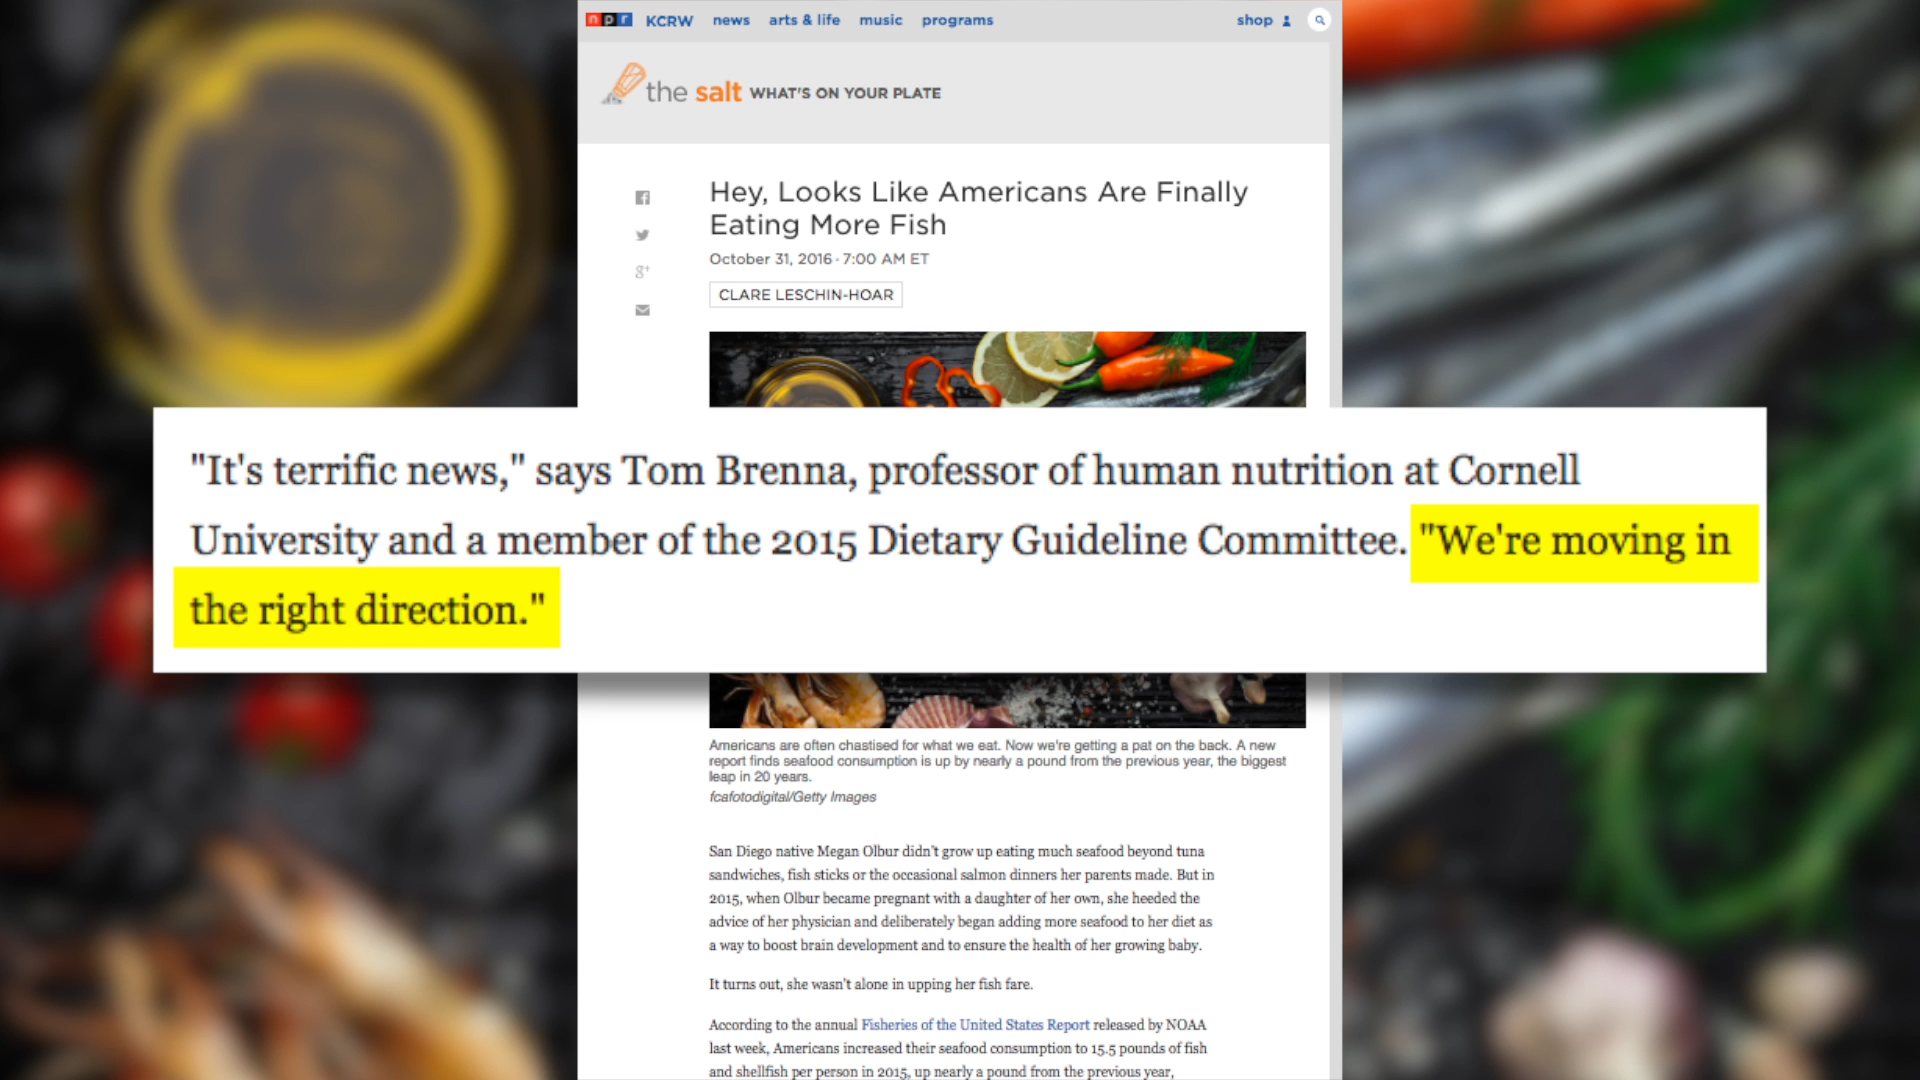 npr KCRW news arts & life music programs shop
the salt WHAT'S ON YOUR PLATE
Hey, Looks Like Americans Are Finally
Eating More Fish
October 31, 2016 · 7:00 AM ET
CLARE LESCHIN-HOAR
"It's terrific news," says Tom Brenna, professor of human nutrition at Cornell
University and a member of the 2015 Dietary Guideline Committee. "We're moving in
the right direction."
Americans are often chastised for what we eat. Now we're getting a pat on the back. A new
report finds seafood consumption is up by nearly a pound from the previous year, the biggest
leap in 20 years.
fcafotodigital/Getty Images
San Diego native Megan Olbur didn't grow up eating much seafood beyond tuna
sandwiches, fish sticks or the occasional salmon dinners her parents made. But in
2015, when Olbur became pregnant with a daughter of her own, she heeded the
advice of her physician and deliberately began adding more seafood to her diet as
a way to boost brain development and to ensure the health of her growing baby.
It turns out, she wasn't alone in upping her fish fare.
According to the annual Fisheries of the United States Report released by NOAA
last week, Americans increased their seafood consumption to 15.5 pounds of fish
and shellfish per person in 2015, up nearly a pound from the previous year,